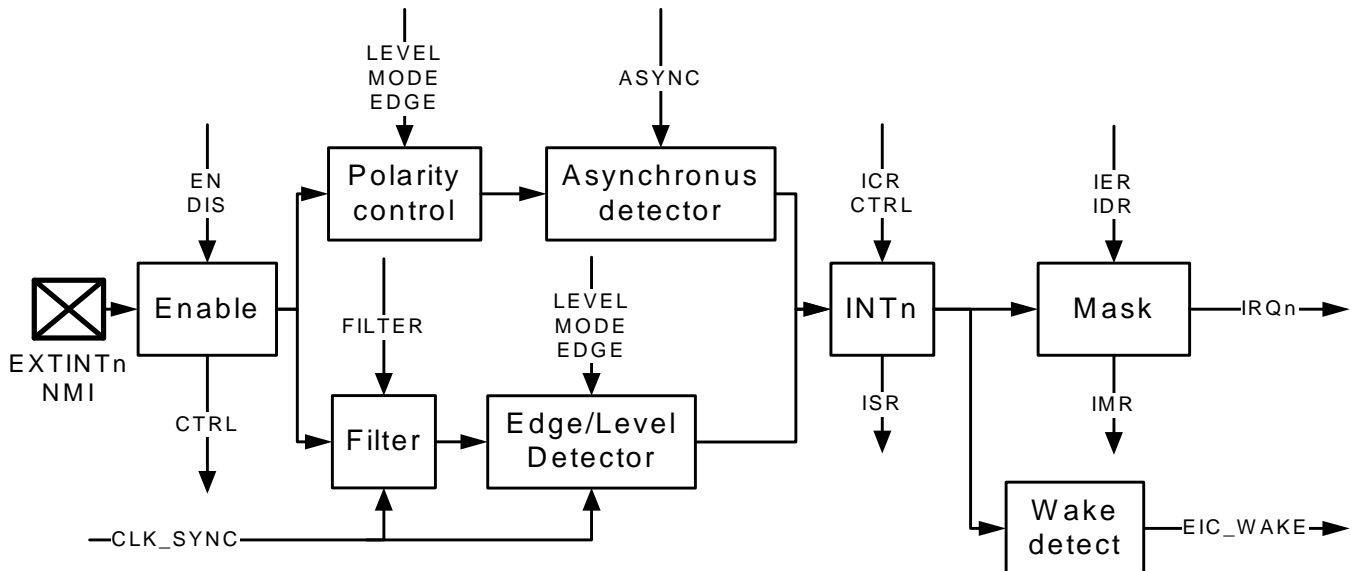 LEVEL
MODE
EDGE
ASYNC
EN
DIS
Polarity
control
Asynchronus
detector
ICR
CTRL
IER
IDR
Enable
FILTER
LEVEL
MODE
EDGE
INTn
Mask
IRQn
EXTINTn
NMI
CTRL
Filter
Edge/Level
Detector
ISR
IMR
CLK_SYNC
Wake
detect
EIC_WAKE